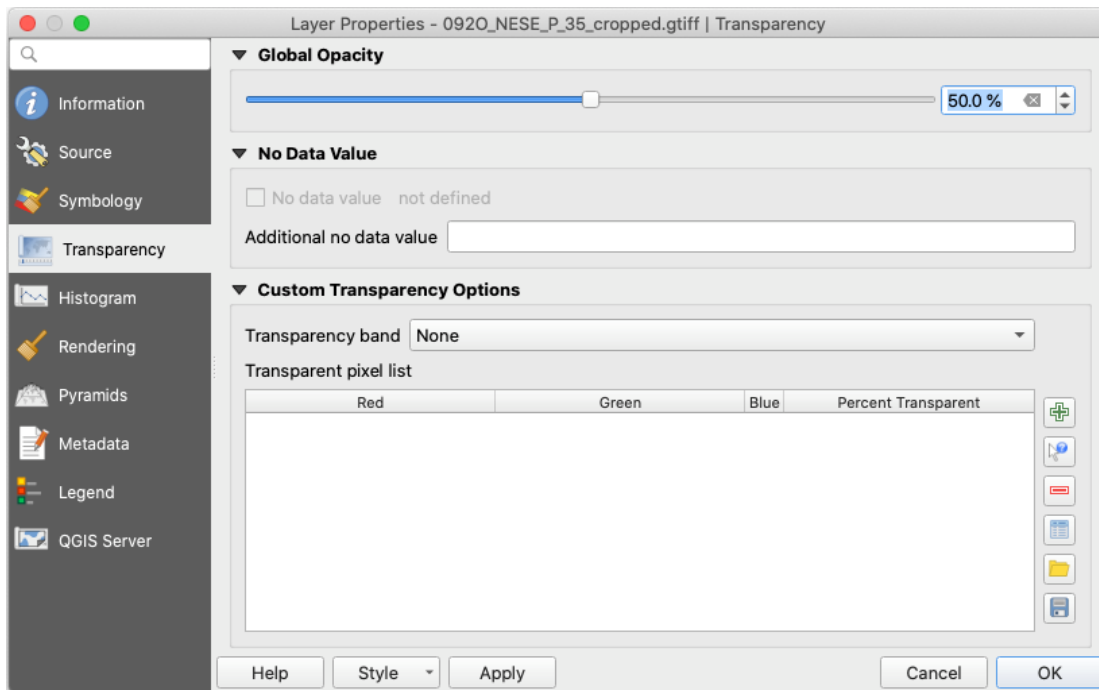 Layer Properties - 092O_NESE_P_35_cropped.gtiff | Transparency
Information
Source
Symbology
Transparency
Histogram
Rendering
Pyramids
Metadata
Legend
QGIS Server
Global Opacity
50.0 %
No Data Value
No data value not defined
Additional no data value
Custom Transparency Options
Transparency band None
Transparent pixel list
Red Green Blue Percent Transparent
Help Style Apply Cancel OK